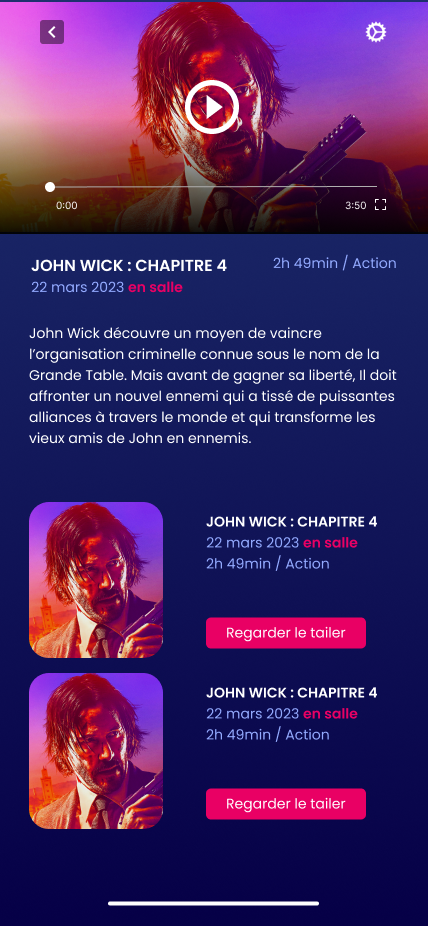 0:00
3:50
JOHN WICK : CHAPITRE 4
2h 49min / Action
22 mars 2023 en salle
John Wick découvre un moyen de vaincre
l’organisation criminelle connue sous le nom de la
Grande Table. Mais avant de gagner sa liberté, Il doit
affronter un nouvel ennemi qui a tissé de puissantes
alliances à travers le monde et qui transforme les
vieux amis de John en ennemis.
JOHN WICK : CHAPITRE 4
22 mars 2023 en salle
2h 49min / Action
Regarder le tailer
JOHN WICK : CHAPITRE 4
22 mars 2023 en salle
2h 49min / Action
Regarder le tailer